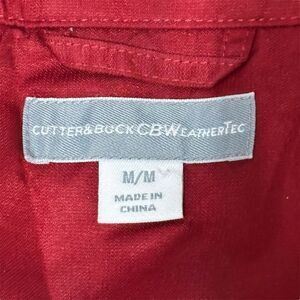 CUTTER & BUCK CBWEATHERTEC
M/M
MADE IN
CHINA